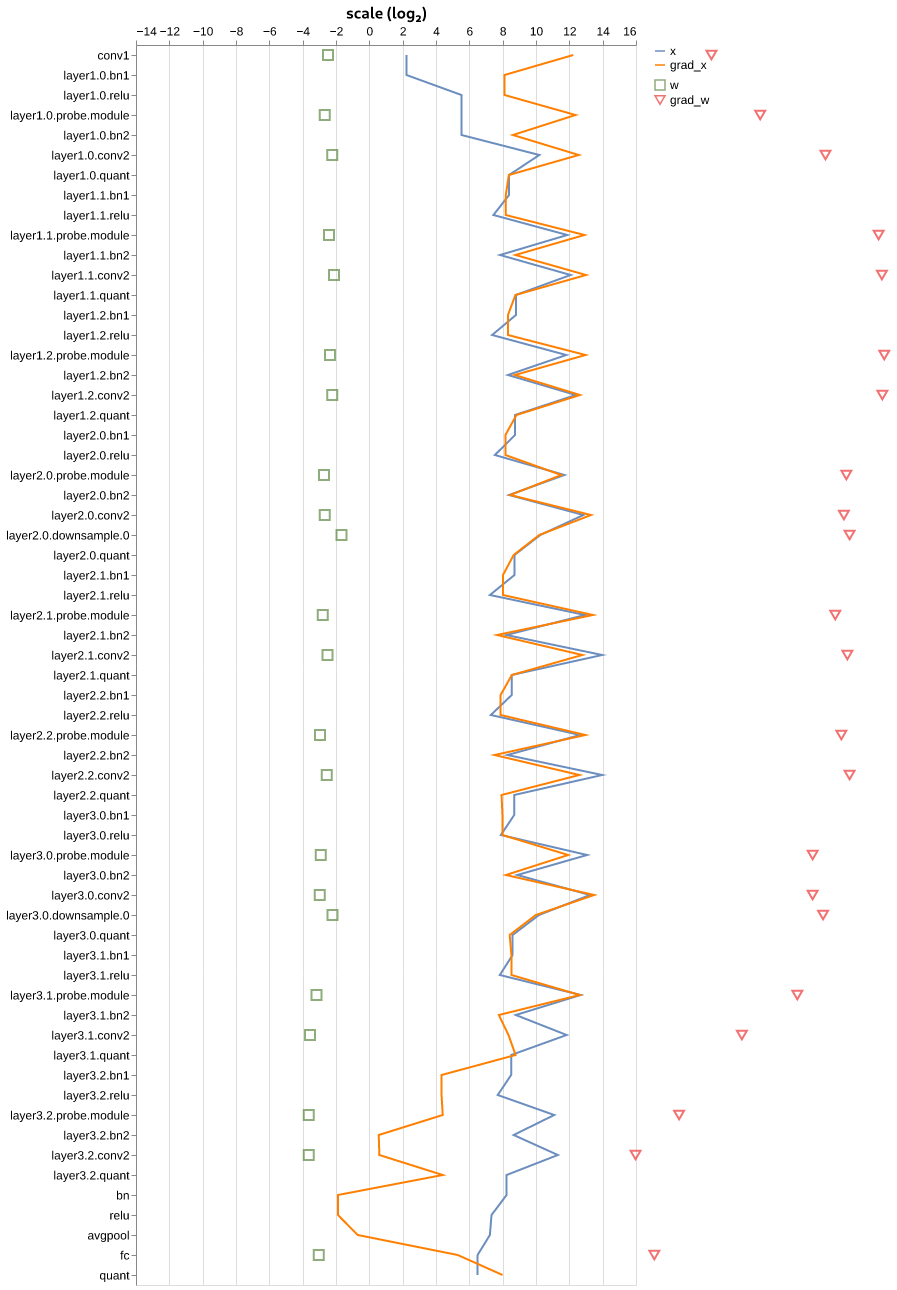 scale (log₂)
−14 −12 −10 −8 −6 −4 −2 0 2 4 6 8 10 12 14 16
x
grad_x
w
grad_w
conv1
layer1.0.bn1
layer1.0.relu
layer1.0.probe.module
layer1.0.bn2
layer1.0.conv2
layer1.0.quant
layer1.1.bn1
layer1.1.relu
layer1.1.probe.module
layer1.1.bn2
layer1.1.conv2
layer1.1.quant
layer1.2.bn1
layer1.2.relu
layer1.2.probe.module
layer1.2.bn2
layer1.2.conv2
layer1.2.quant
layer2.0.bn1
layer2.0.relu
layer2.0.probe.module
layer2.0.bn2
layer2.0.conv2
layer2.0.downsample.0
layer2.0.quant
layer2.1.bn1
layer2.1.relu
layer2.1.probe.module
layer2.1.bn2
layer2.1.conv2
layer2.1.quant
layer2.2.bn1
layer2.2.relu
layer2.2.probe.module
layer2.2.bn2
layer2.2.conv2
layer2.2.quant
layer3.0.bn1
layer3.0.relu
layer3.0.probe.module
layer3.0.bn2
layer3.0.conv2
layer3.0.downsample.0
layer3.0.quant
layer3.1.bn1
layer3.1.relu
layer3.1.probe.module
layer3.1.bn2
layer3.1.conv2
layer3.1.quant
layer3.2.bn1
layer3.2.relu
layer3.2.probe.module
layer3.2.bn2
layer3.2.conv2
layer3.2.quant
bn
relu
avgpool
fc
quant